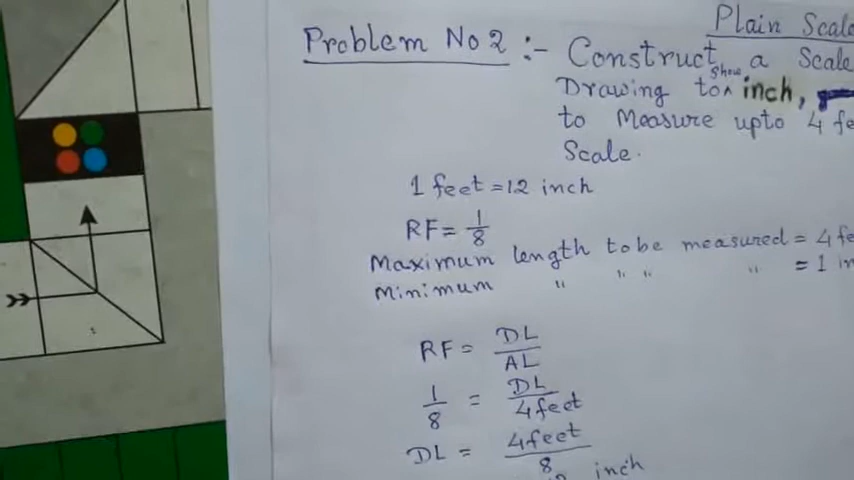 Plain Scale
Problem No 2 :- Construct a Scale
Drawing to show inch,
to Measure upto 4 fe
Scale.
1 feet = 12 inch
RF = 1/8
Maximum length to be measured = 4 fe
Minimum " " " " = 1 in
RF = DL/AL
1/8 = DL/4feet
DL = 4feet/8
inch